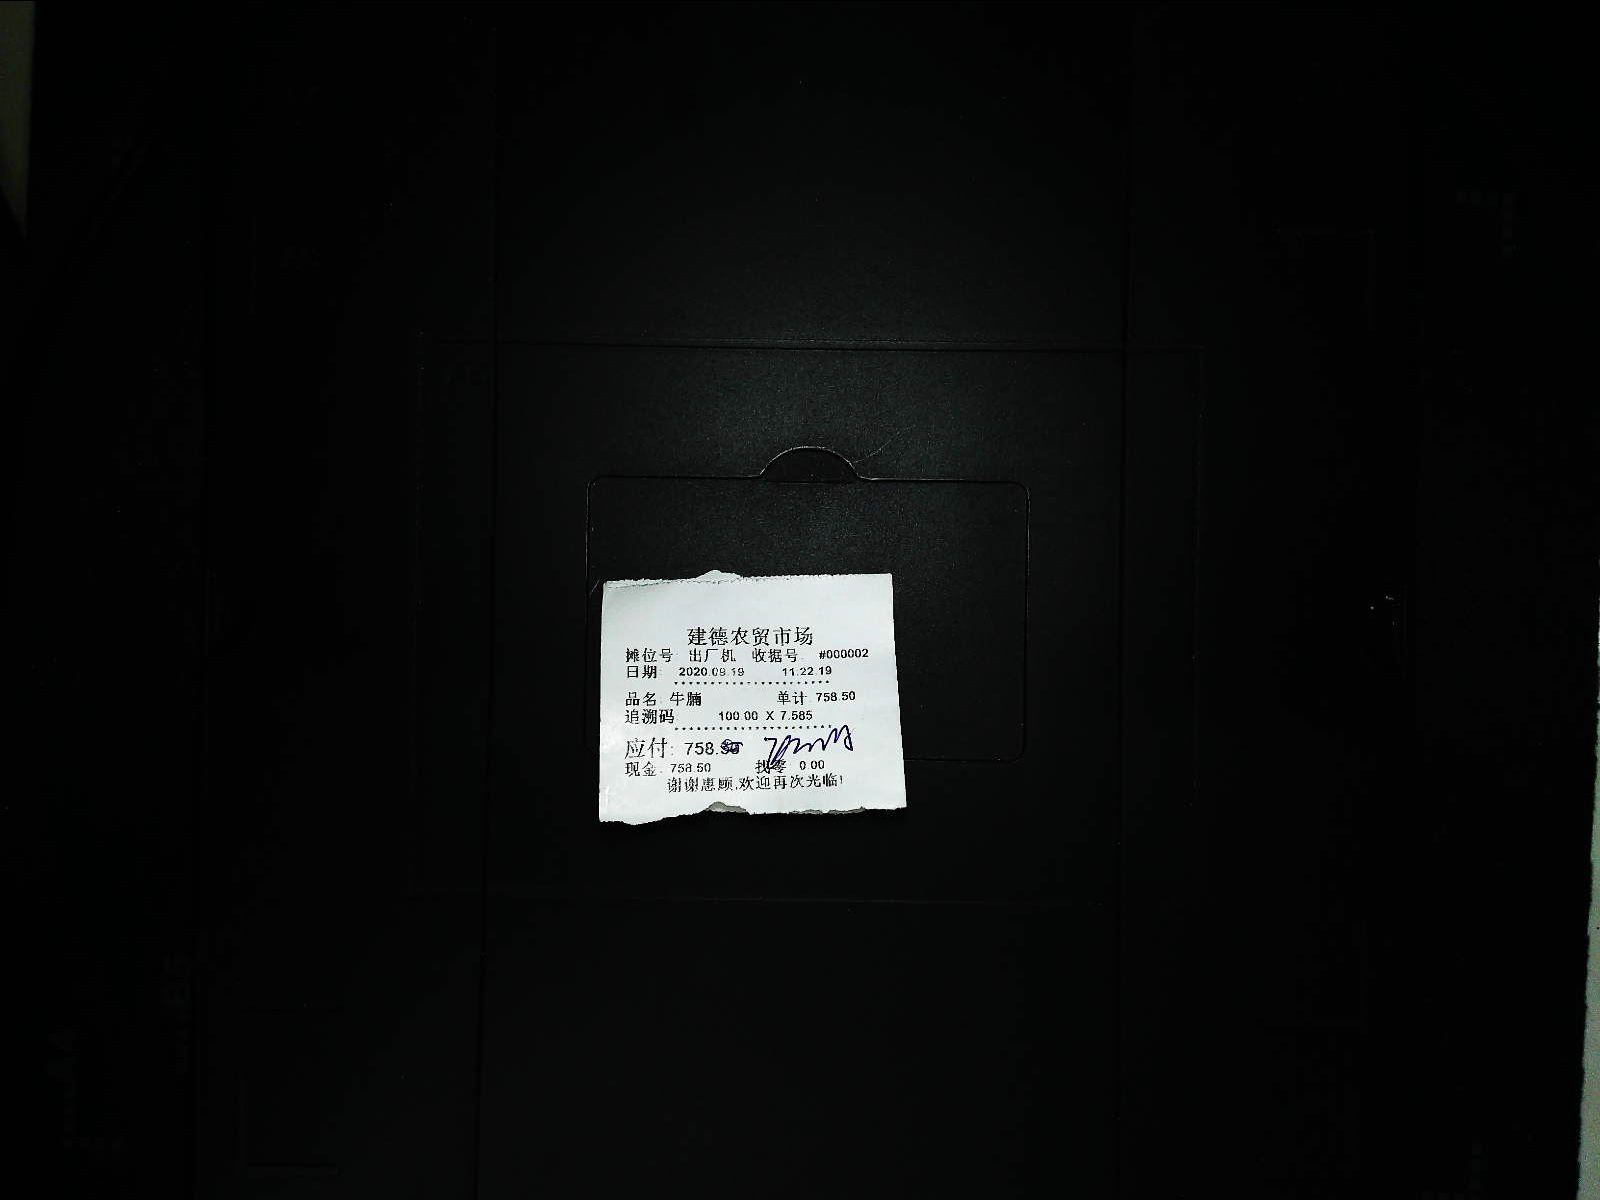 建德农贸市场
摊位号 出厂机 收据号 #000002
日期: 2020.09.19 11:22:19
品名: 牛腩 单计: 758.50
追溯码 100.00 X 7.585
应付: 758.
现金: 758.50 找零 0.00
谢谢惠顾,欢迎再次光临!